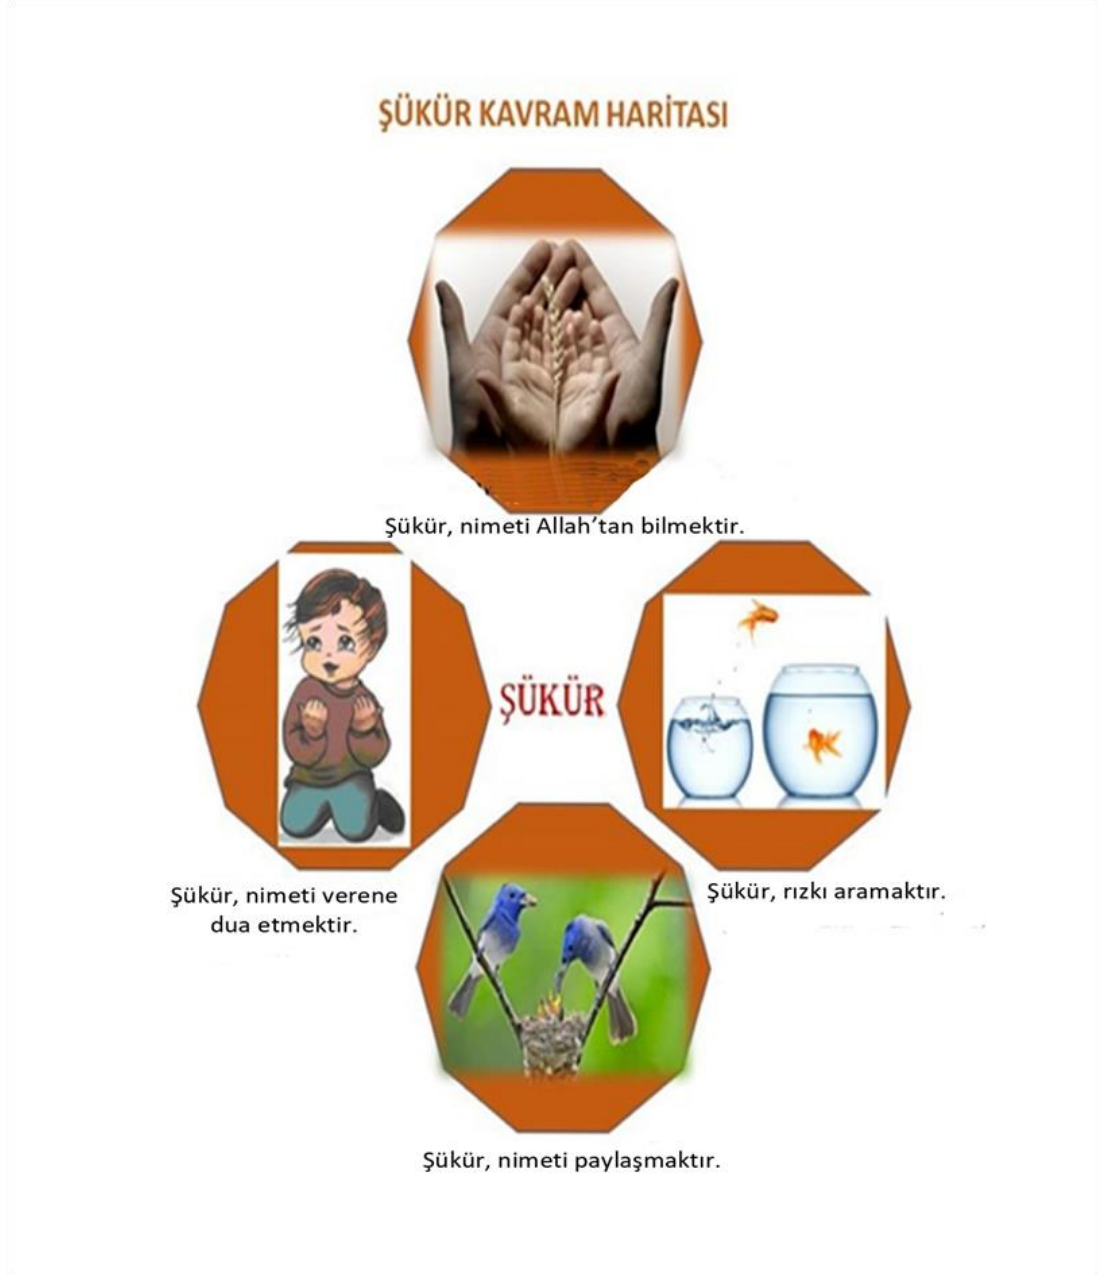 ŞÜKÜR KAVRAM HARİTASI
Şükür, nimeti Allah’tan bilmektir.
ŞÜKÜR
Şükür, nimeti verene
dua etmektir.
Şükür, rızkı aramaktır.
Şükür, nimeti paylaşmaktır.